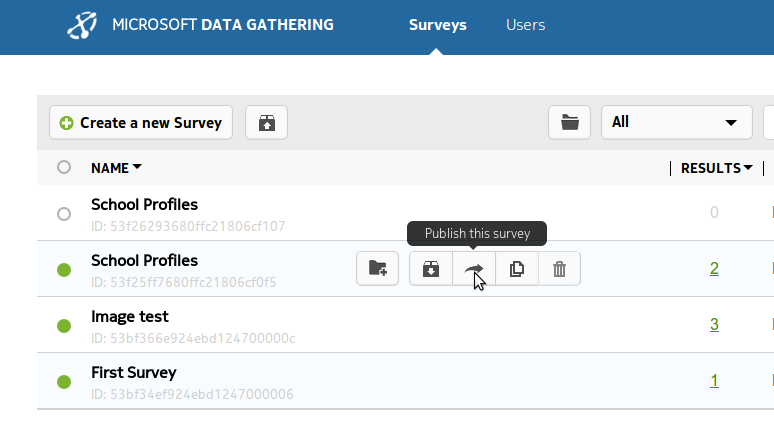 MICROSOFT DATA GATHERING Surveys Users
Create a new Survey All
NAME RESULTS
School Profiles 0
ID: 53f26293680ffc21806cf107
Publish this survey
School Profiles 2
ID: 53f25ff7680ffc21806cf0f5
Image test 3
ID: 53bf366e924ebd124700000c
First Survey 1
ID: 53bf34ef924ebd1247000006